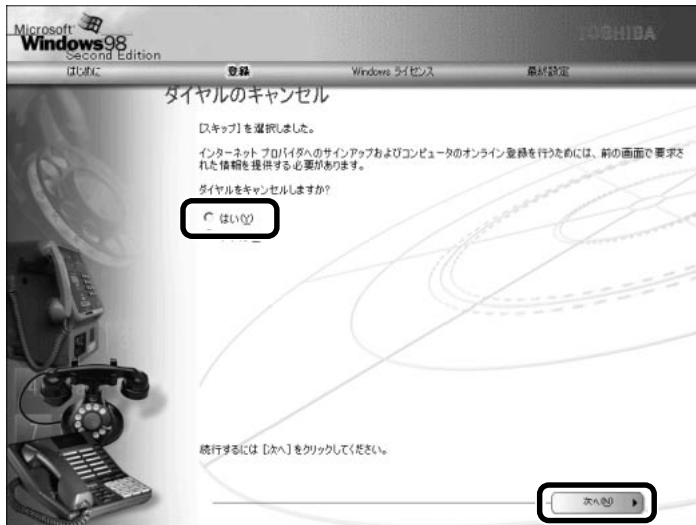 Microsoft
Windows98
Second Edition
TOSHIBA
はじめに 登録 Windows ライセンス 最終設定
ダイヤルのキャンセル
[スキップ] を選択しました。
インターネット プロバイダへのサインアップおよびコンピュータのオンライン登録を行うためには、前の画面で要求さ
れた情報を提供する必要があります。
ダイヤルをキャンセルしますか?
はい(Y)
続行するには [次へ] をクリックしてください。
次へ(N)